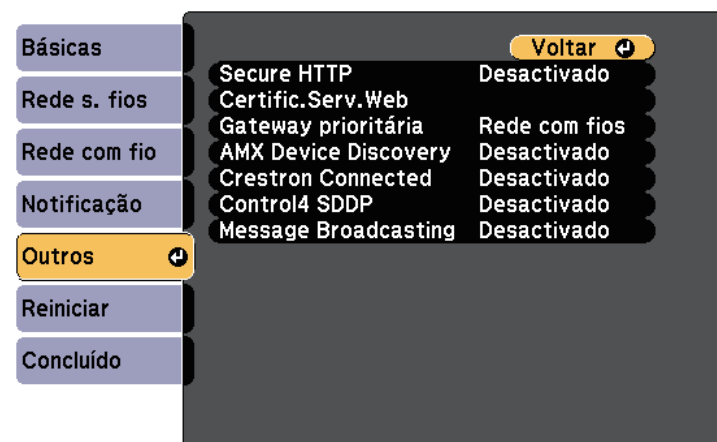 Básicas
Rede s. fios
Rede com fio
Notificação
Outros
Reiniciar
Concluído
Voltar
Secure HTTP Desactivado
Certific.Serv.Web
Gateway prioritária Rede com fios
AMX Device Discovery Desactivado
Crestron Connected Desactivado
Control4 SDDP Desactivado
Message Broadcasting Desactivado